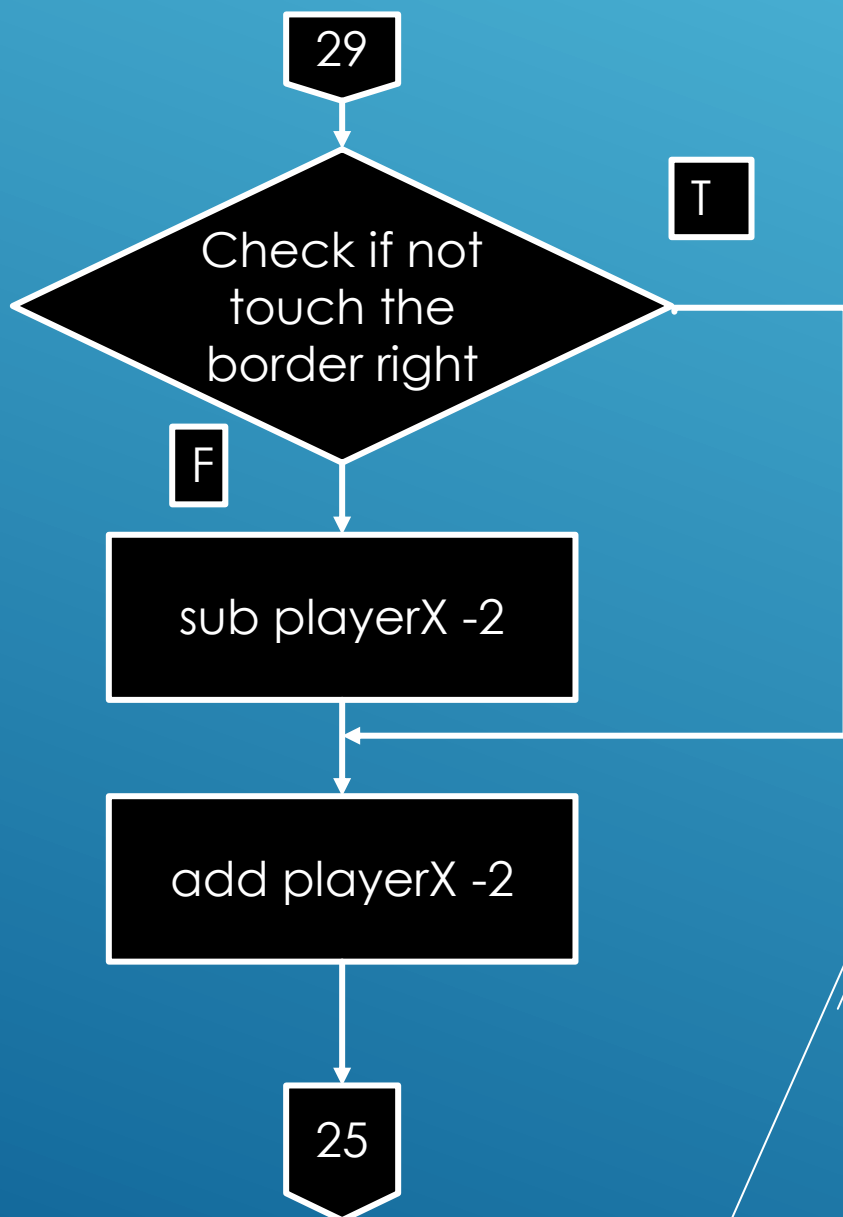 29
T
Check if not
touch the
border right
F
sub playerX -2
add playerX -2
25